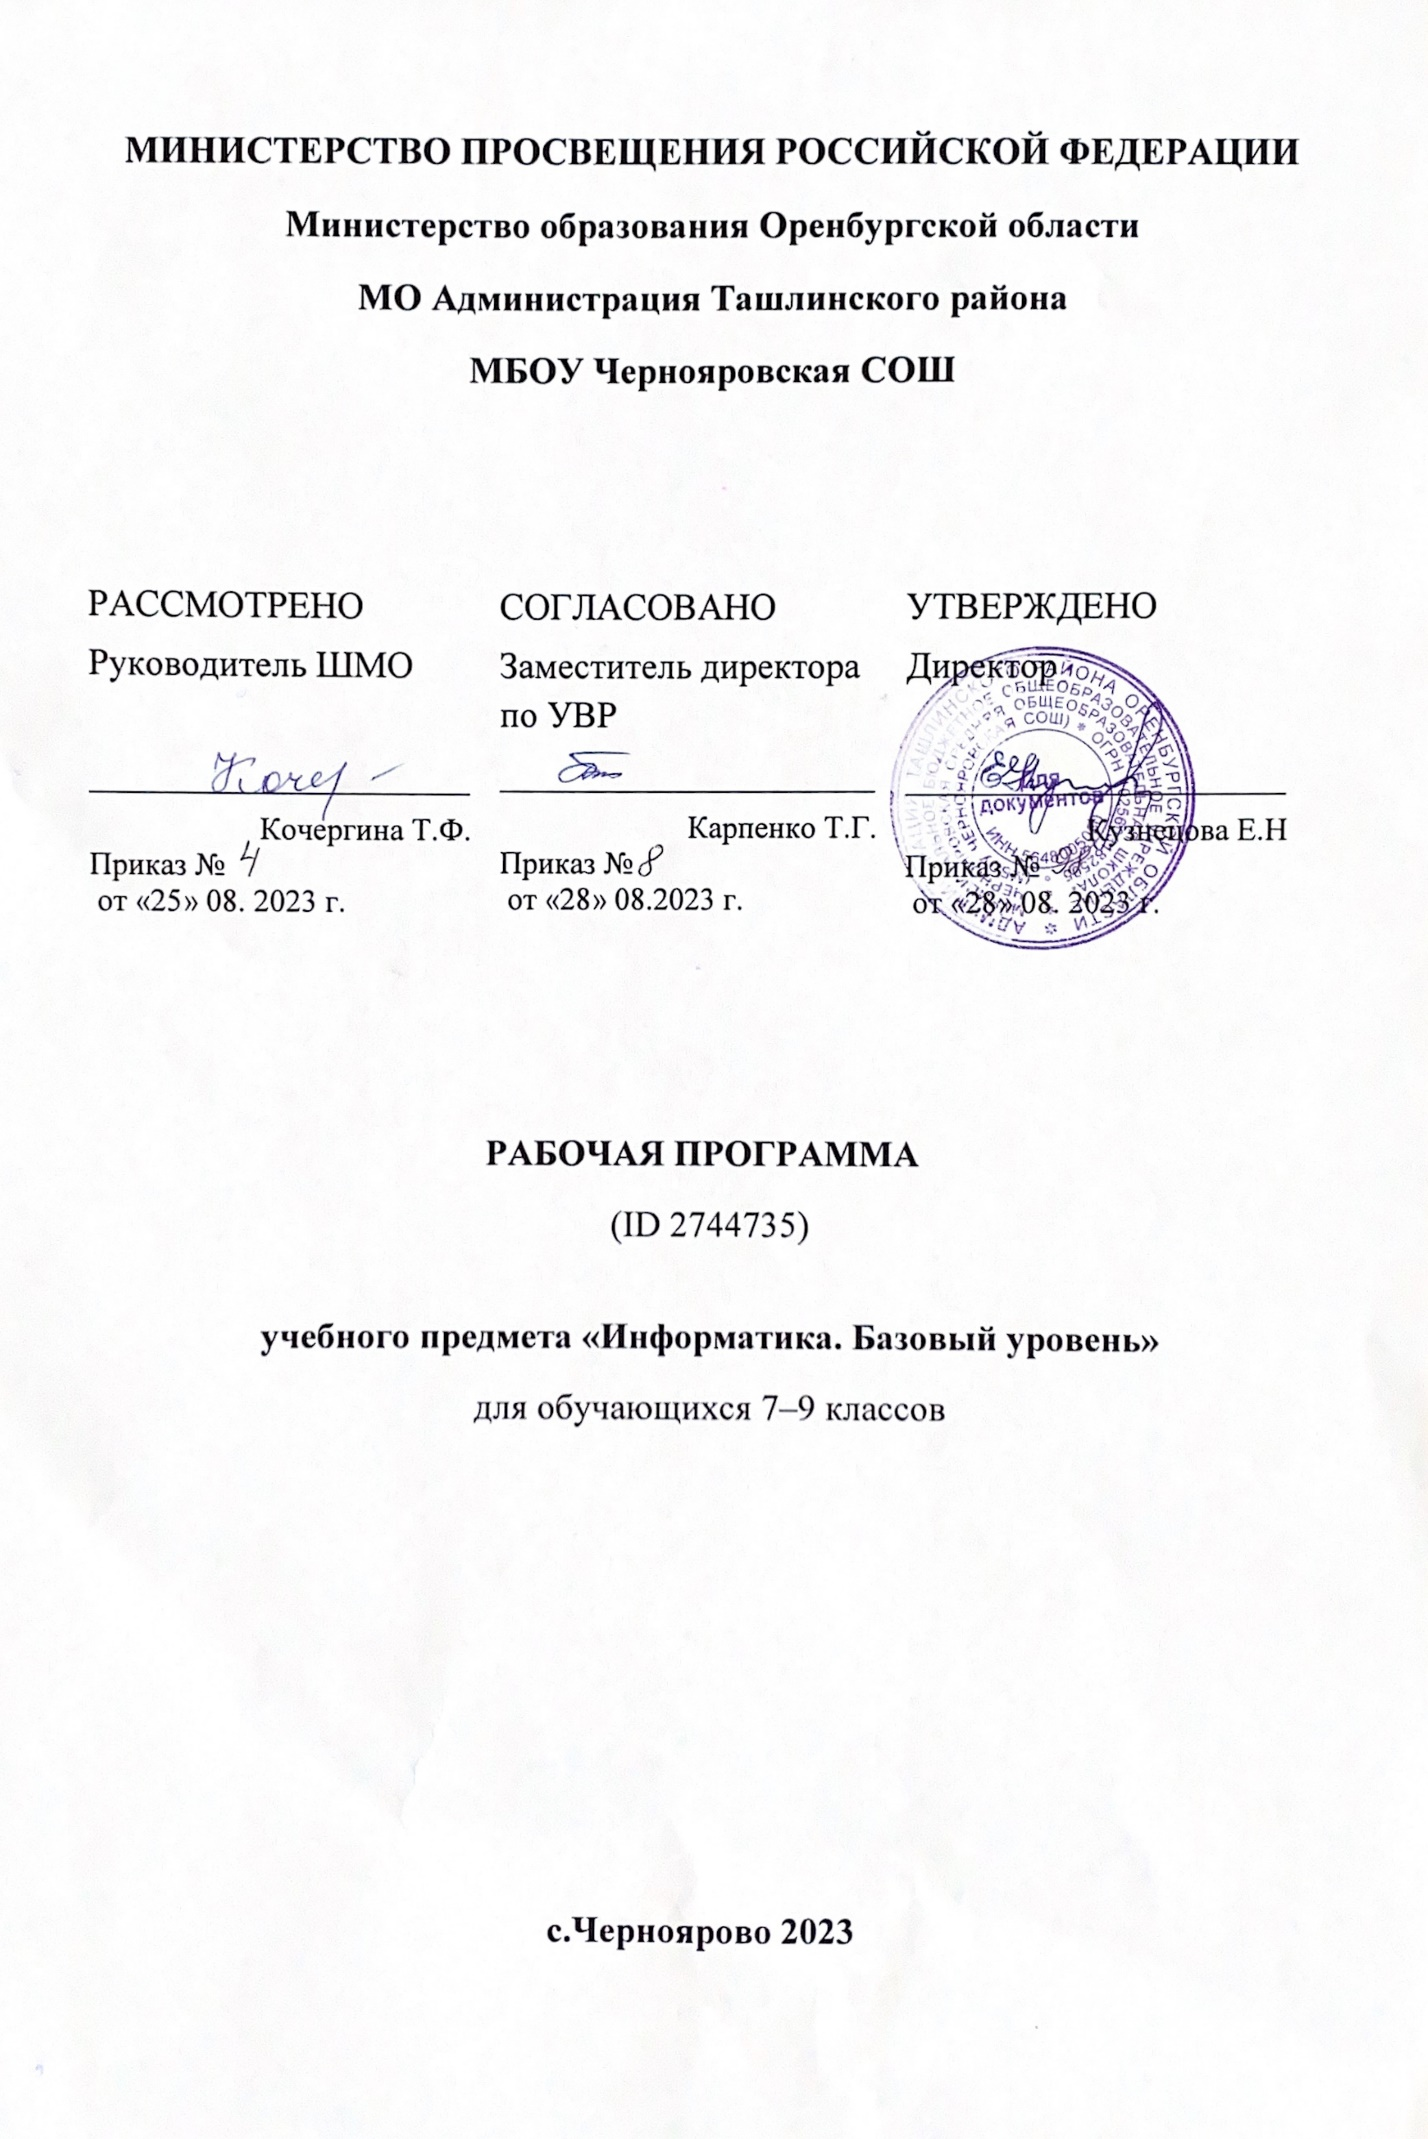 МИНИСТЕРСТВО ПРОСВЕЩЕНИЯ РОССИЙСКОЙ ФЕДЕРАЦИИ
Министерство образования Оренбургской области
МО Администрация Ташлинского района
МБОУ Чернояровская СОШ
РАССМОТРЕНО
Руководитель ШМО
Кочергина Т.Ф.
Приказ № 4
от «25» 08. 2023 г.
СОГЛАСОВАНО
Заместитель директора
по УВР
Карпенко Т.Г.
Приказ № 8
от «28» 08.2023 г.
УТВЕРЖДЕНО
Директор
для
документов
Кузнецова Е.Н
Приказ №
от «28» 08. 2023 г.
РАБОЧАЯ ПРОГРАММА
(ID 2744735)
учебного предмета «Информатика. Базовый уровень»
для обучающихся 7–9 классов
с.Черноярово 2023